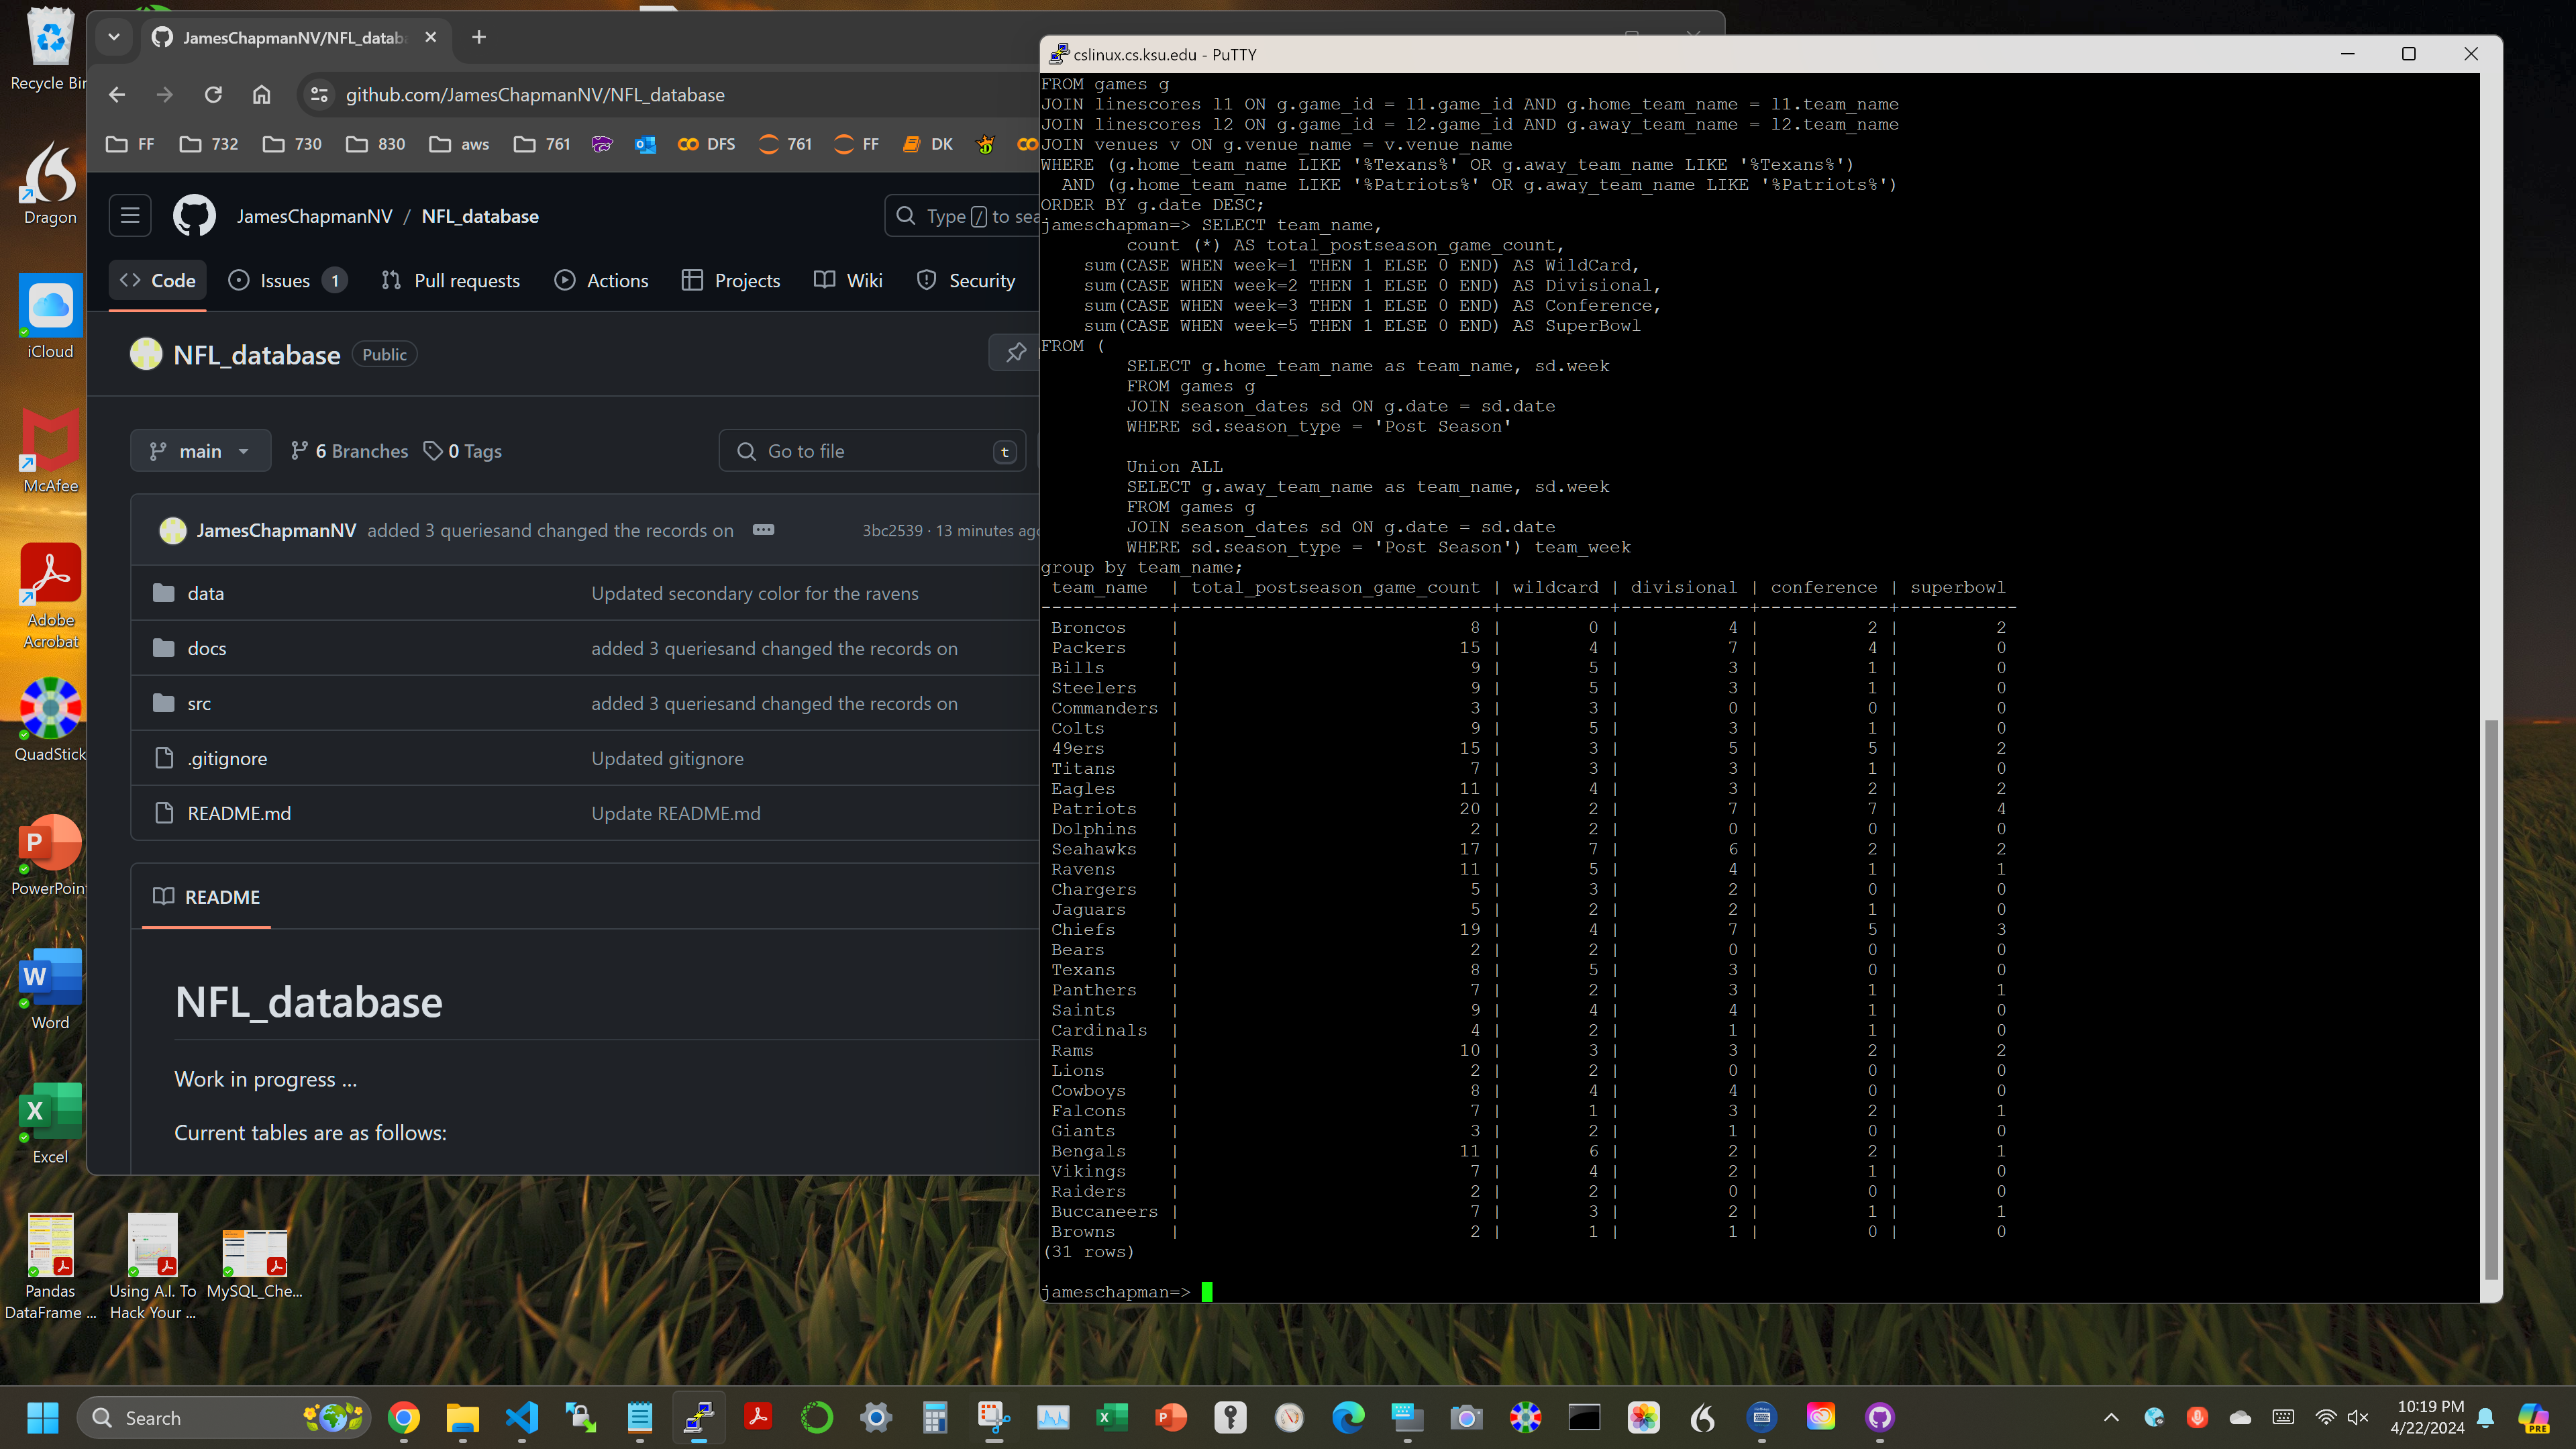 Recycle Bin
Dragon
iCloud
McAfee
Adobe
Acrobat
QuadStick
PowerPoint
Word
Excel
Pandas
DataFrame ...
Using A.I. To
Hack Your ...
MySQL_Che...
JamesChapmanNV/NFL_datab
github.com/JamesChapmanNV/NFL_database
FF 732 730 830 aws 761 DFS 761 FF DK
JamesChapmanNV / NFL_database
Type / to sea
Code Issues 1 Pull requests Actions Projects Wiki Security
NFL_database Public
main 6 Branches 0 Tags Go to file t
JamesChapmanNV added 3 queriesand changed the records on 3bc2539 · 13 minutes ago
data Updated secondary color for the ravens
docs added 3 queriesand changed the records on
src added 3 queriesand changed the records on
.gitignore Updated gitignore
README.md Update README.md
README
NFL_database
Work in progress ...
Current tables are as follows:
cslinux.cs.ksu.edu - PuTTY
FROM games g
JOIN linescores l1 ON g.game_id = l1.game_id AND g.home_team_name = l1.team_name
JOIN linescores l2 ON g.game_id = l2.game_id AND g.away_team_name = l2.team_name
JOIN venues v ON g.venue_name = v.venue_name
WHERE (g.home_team_name LIKE '%Texans%' OR g.away_team_name LIKE '%Texans%')
AND (g.home_team_name LIKE '%Patriots%' OR g.away_team_name LIKE '%Patriots%')
ORDER BY g.date DESC;
jameschapman=> SELECT team_name,
count (*) AS total_postseason_game_count,
sum(CASE WHEN week=1 THEN 1 ELSE 0 END) AS WildCard,
sum(CASE WHEN week=2 THEN 1 ELSE 0 END) AS Divisional,
sum(CASE WHEN week=3 THEN 1 ELSE 0 END) AS Conference,
sum(CASE WHEN week=5 THEN 1 ELSE 0 END) AS SuperBowl
FROM (
SELECT g.home_team_name as team_name, sd.week
FROM games g
JOIN season_dates sd ON g.date = sd.date
WHERE sd.season_type = 'Post Season'
Union ALL
SELECT g.away_team_name as team_name, sd.week
FROM games g
JOIN season_dates sd ON g.date = sd.date
WHERE sd.season_type = 'Post Season') team_week
group by team_name;
team_name | total_postseason_game_count | wildcard | divisional | conference | superbowl
------------+-----------------------------+----------+------------+------------+-----------
Broncos | 8 | 0 | 4 | 2 | 2
Packers | 15 | 4 | 7 | 4 | 0
Bills | 9 | 5 | 3 | 1 | 0
Steelers | 9 | 5 | 3 | 1 | 0
Commanders | 3 | 3 | 0 | 0 | 0
Colts | 9 | 5 | 3 | 1 | 0
49ers | 15 | 3 | 5 | 5 | 2
Titans | 7 | 3 | 3 | 1 | 0
Eagles | 11 | 4 | 3 | 2 | 2
Patriots | 20 | 2 | 7 | 7 | 4
Dolphins | 2 | 2 | 0 | 0 | 0
Seahawks | 17 | 7 | 6 | 2 | 2
Ravens | 11 | 5 | 4 | 1 | 1
Chargers | 5 | 3 | 2 | 0 | 0
Jaguars | 5 | 2 | 2 | 1 | 0
Chiefs | 19 | 4 | 7 | 5 | 3
Bears | 2 | 2 | 0 | 0 | 0
Texans | 8 | 5 | 3 | 0 | 0
Panthers | 7 | 2 | 3 | 1 | 1
Saints | 9 | 4 | 4 | 1 | 0
Cardinals | 4 | 2 | 1 | 1 | 0
Rams | 10 | 3 | 3 | 2 | 2
Lions | 2 | 2 | 0 | 0 | 0
Cowboys | 8 | 4 | 4 | 0 | 0
Falcons | 7 | 1 | 3 | 2 | 1
Giants | 3 | 2 | 1 | 0 | 0
Bengals | 11 | 6 | 2 | 2 | 1
Vikings | 7 | 4 | 2 | 1 | 0
Raiders | 2 | 2 | 0 | 0 | 0
Buccaneers | 7 | 3 | 2 | 1 | 1
Browns | 2 | 1 | 1 | 0 | 0
(31 rows)
jameschapman=>
Search
10:19 PM
4/22/2024
PRE